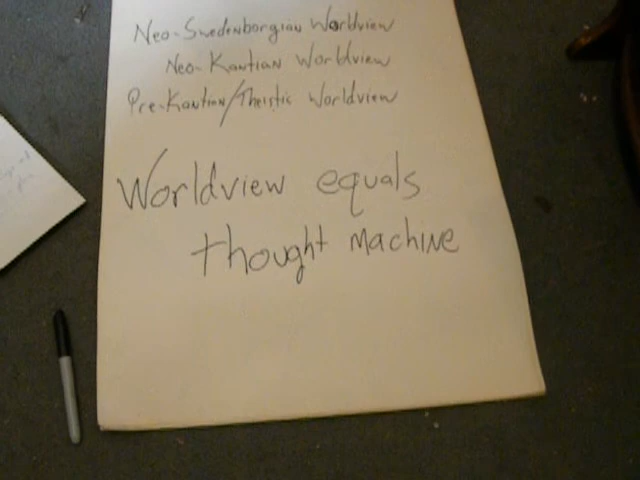 Neo-Swedenborgian Worldview
Neo-Kantian Worldview
Pre-Kantian/Theistic Worldview
Worldview equals
thought machine